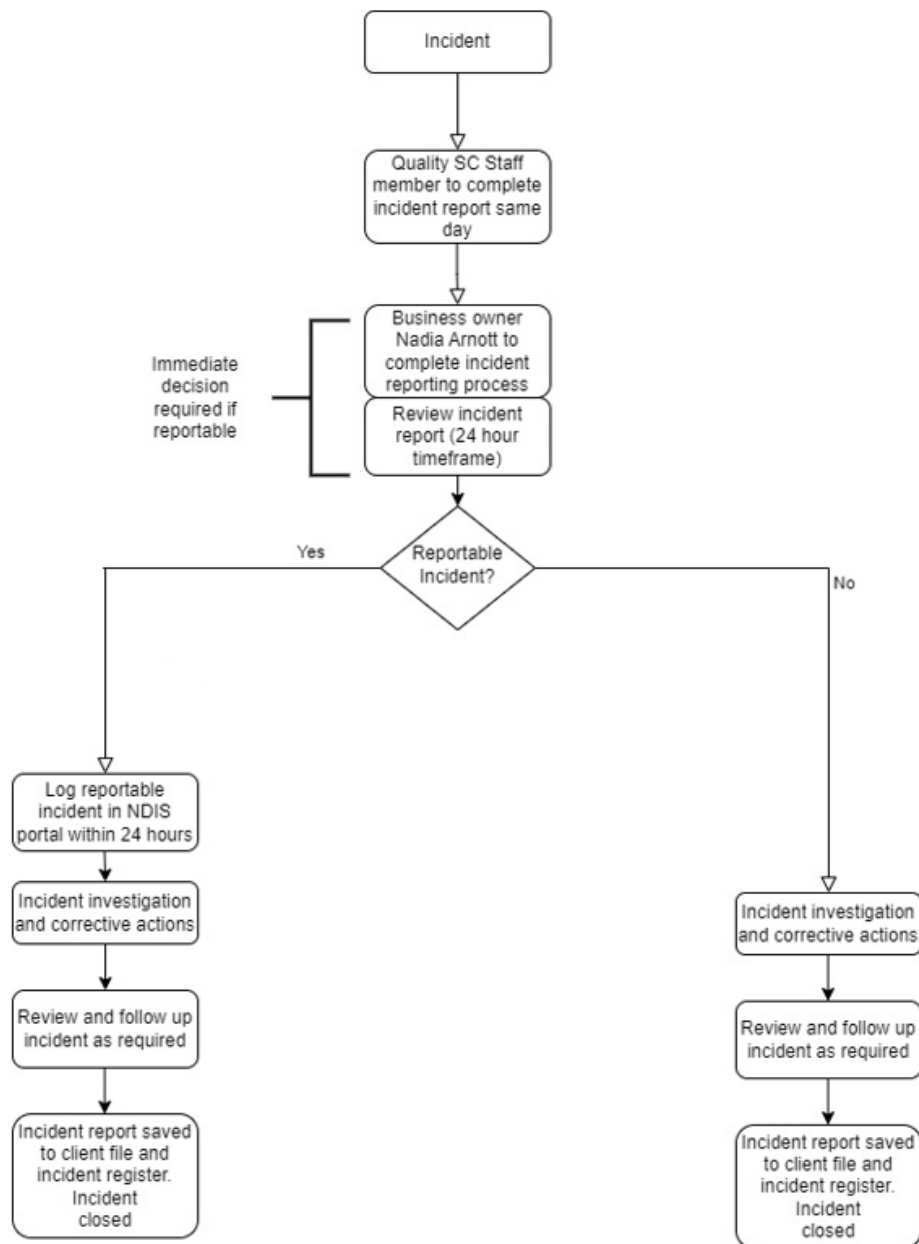 Incident
Quality SC Staff
member to complete
incident report same
day
Business owner
Nadia Arnott to
complete incident
reporting process
Immediate
decision
required if
reportable
Review incident
report (24 hour
timeframe)
Reportable
Incident?
Yes
No
Log reportable
incident in NDIS
portal within 24 hours
Incident investigation
and corrective actions
Review and follow up
incident as required
Incident report saved
to client file and
incident register.
Incident
closed
Incident investigation
and corrective actions
Review and follow up
incident as required
Incident report saved
to client file and
incident register.
Incident
closed